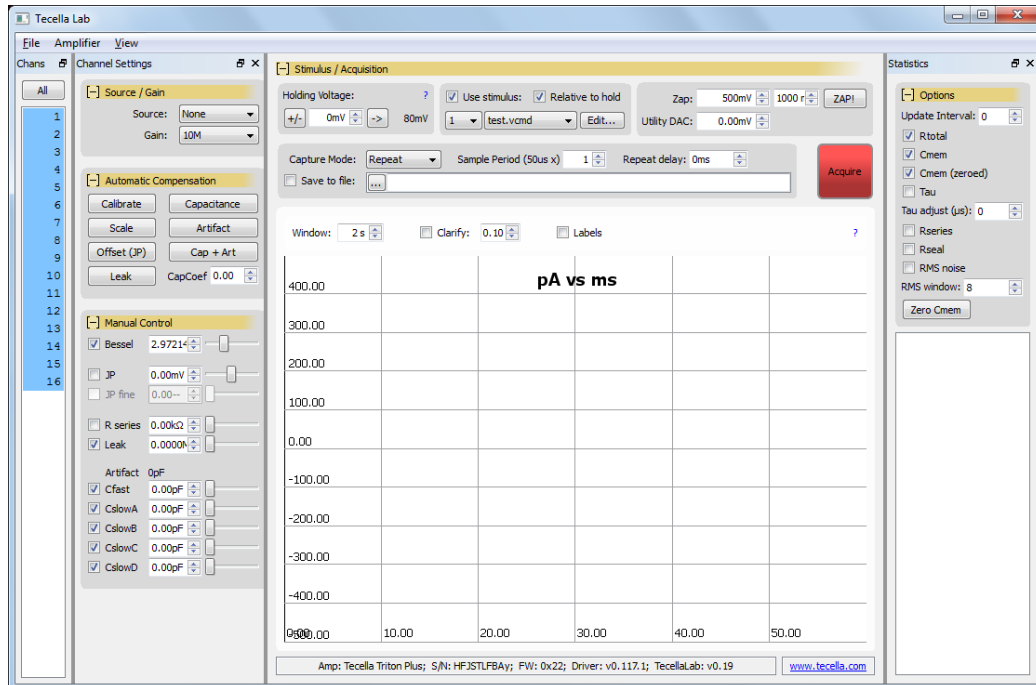 Tecella Lab
File Amplifier View
Chans
All
1
2
3
4
5
6
7
8
9
10
11
12
13
14
15
16
Channel Settings
[-] Source / Gain
Source: None
Gain: 10M
[-] Automatic Compensation
Calibrate Capacitance
Scale Artifact
Offset (JP) Cap + Art
Leak CapCoef 0.00
[-] Manual Control
Bessel 2.9721
JP 0.00mV
JP fine 0.00--
R series 0.00kΩ
Leak 0.0000
Artifact 0pF
Cfast 0.00pF
CslowA 0.00pF
CslowB 0.00pF
CslowC 0.00pF
CslowD 0.00pF
[-] Stimulus / Acquisition
Holding Voltage: ?
+/- 0mV -> 80mV
Use stimulus: Relative to hold
1 test.vcmd Edit...
Zap: 500mV 1000 r ZAP!
Utility DAC: 0.00mV
Capture Mode: Repeat Sample Period (50us x) 1 Repeat delay: 0ms
Save to file: ...
Acquire
Window: 2 s Clarify: 0.10 Labels ?
pA vs ms
400.00
300.00
200.00
100.00
0.00
-100.00
-200.00
-300.00
-400.00
-500.00
0.00 10.00 20.00 30.00 40.00 50.00
Amp: Tecella Triton Plus; S/N: HFJSTLFBAy; FW: 0x22; Driver: v0.117.1; TecellaLab: v0.19
www.tecella.com
Statistics
[-] Options
Update Interval: 0
Rtotal
Cmem
Cmem (zeroed)
Tau
Tau adjust (µs): 0
Rseries
Rseal
RMS noise
RMS window: 8
Zero Cmem